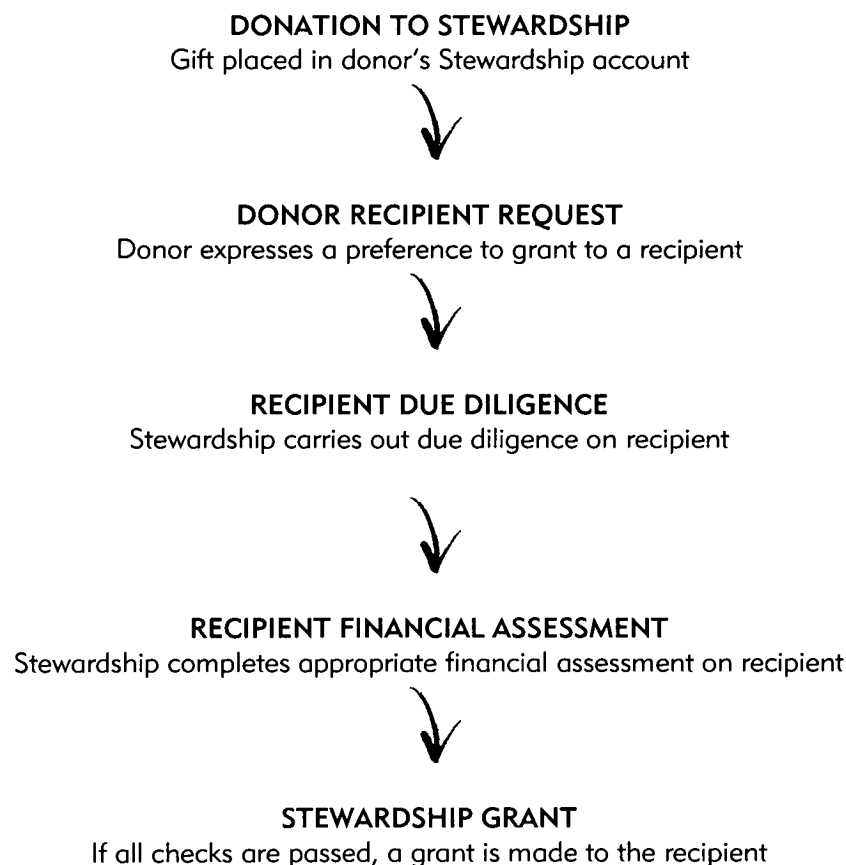 DONATION TO STEWARDSHIP
Gift placed in donor's Stewardship account
DONOR RECIPIENT REQUEST
Donor expresses a preference to grant to a recipient
RECIPIENT DUE DILIGENCE
Stewardship carries out due diligence on recipient
RECIPIENT FINANCIAL ASSESSMENT
Stewardship completes appropriate financial assessment on recipient
STEWARDSHIP GRANT
If all checks are passed, a grant is made to the recipient